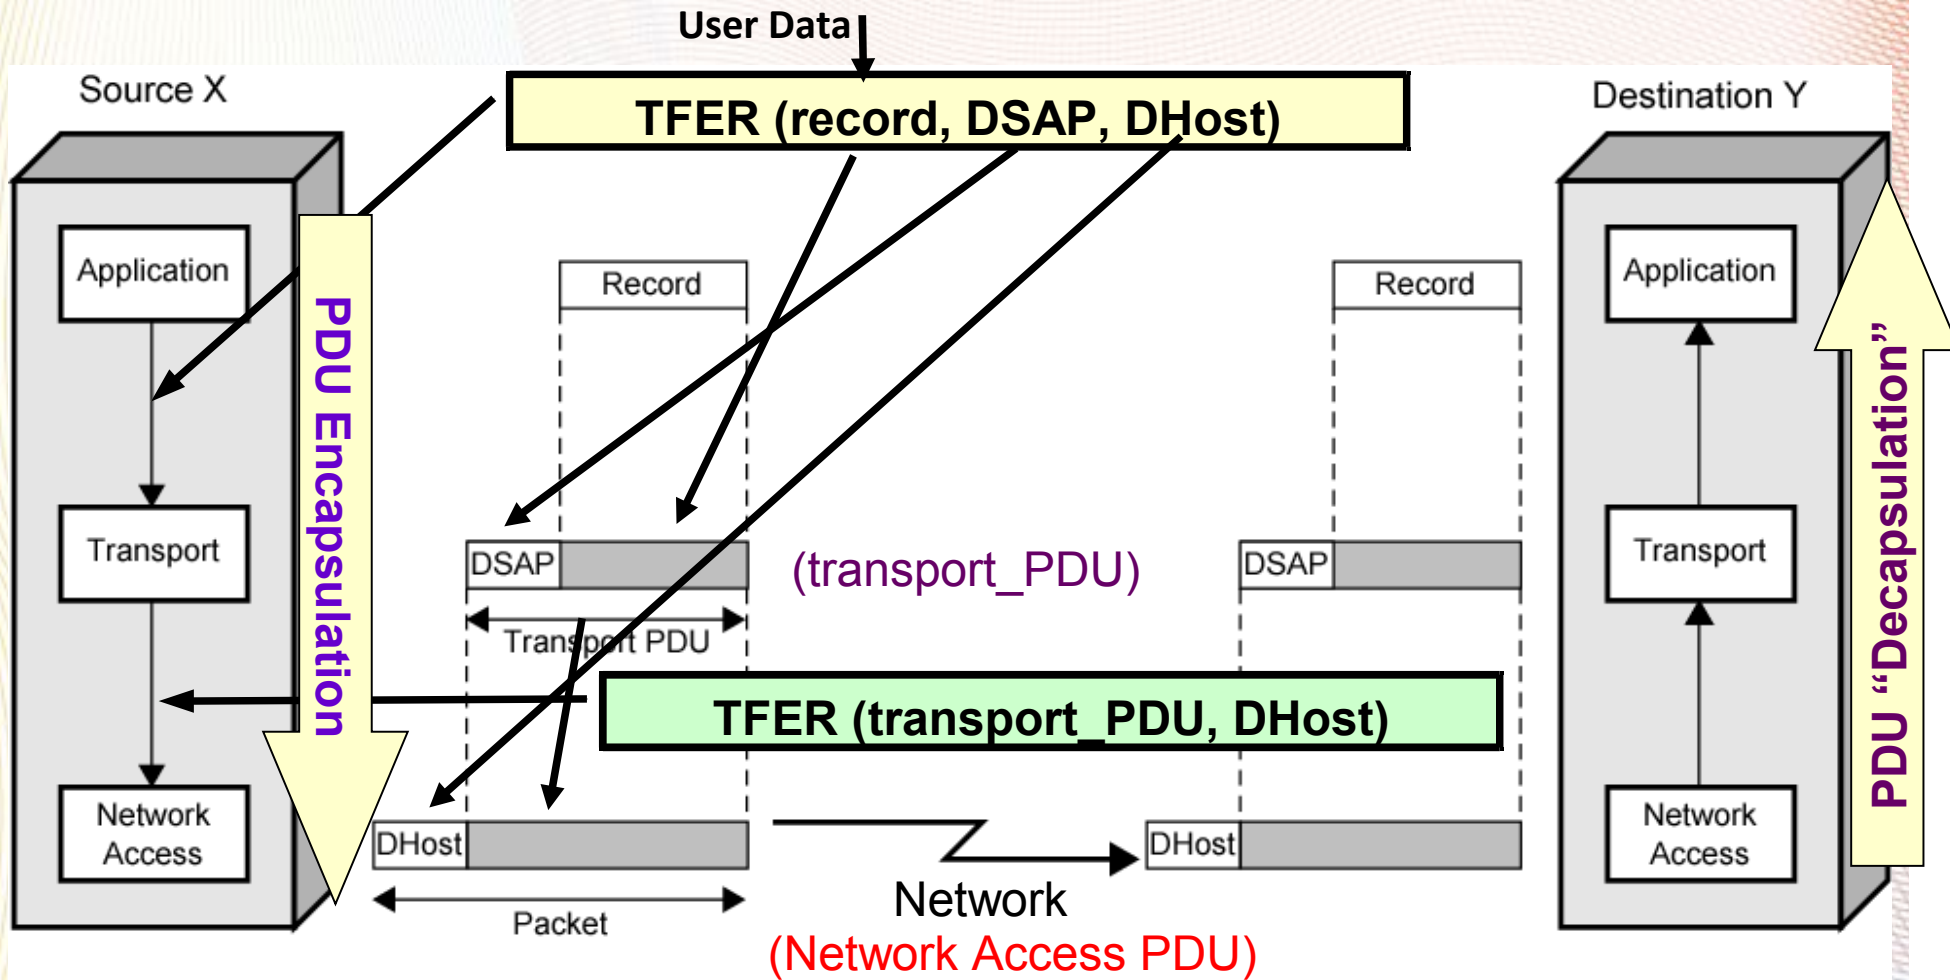 User Data
Source X
TFER (record, DSAP, DHost)
Destination Y
Application
Record
Record
Application
PDU Encapsulation
PDU “Decapsulation”
Transport
DSAP
(transport_PDU)
DSAP
Transport
Transport PDU
TFER (transport_PDU, DHost)
Network
Access
DHost
DHost
Network
Access
Packet
Network
(Network Access PDU)